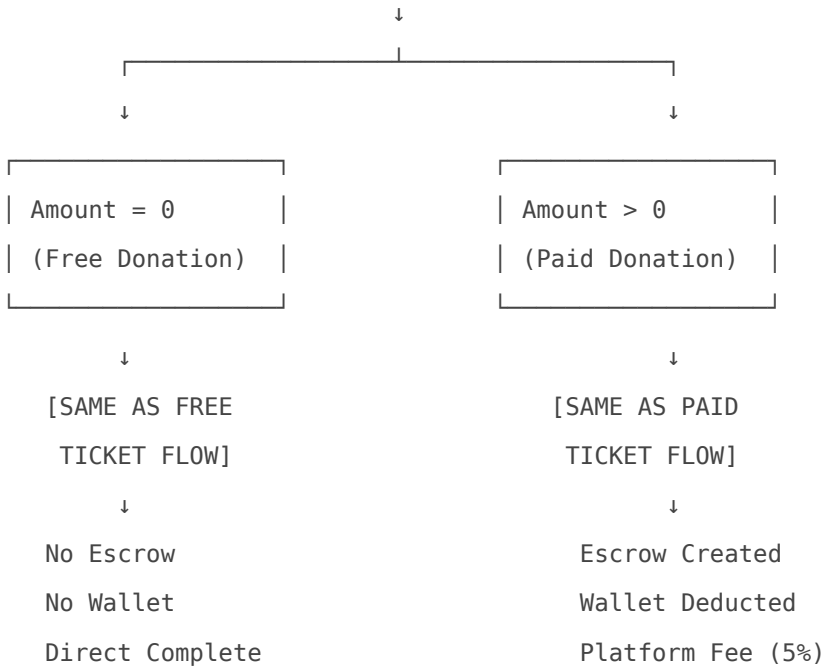 ↓
↓ ↓
Amount = 0 Amount > 0
(Free Donation) (Paid Donation)
↓ ↓
[SAME AS FREE [SAME AS PAID
TICKET FLOW] TICKET FLOW]
↓ ↓
No Escrow Escrow Created
No Wallet Wallet Deducted
Direct Complete Platform Fee (5%)